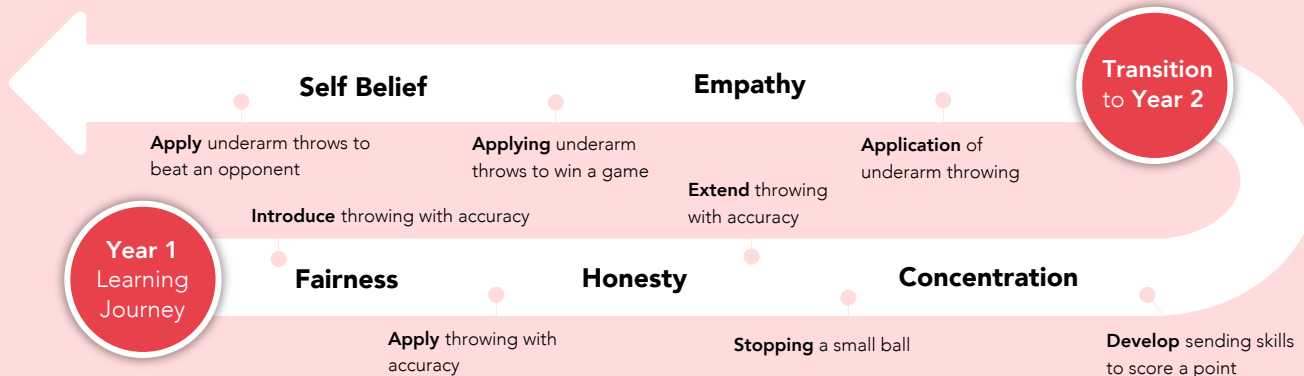 Self Belief
Empathy
Transition
to Year 2
Apply underarm throws to
beat an opponent
Applying underarm
throws to win a game
Application of
underarm throwing
Extend throwing
with accuracy
Introduce throwing with accuracy
Year 1
Learning
Journey
Fairness
Honesty
Concentration
Apply throwing with
accuracy
Stopping a small ball
Develop sending skills
to score a point